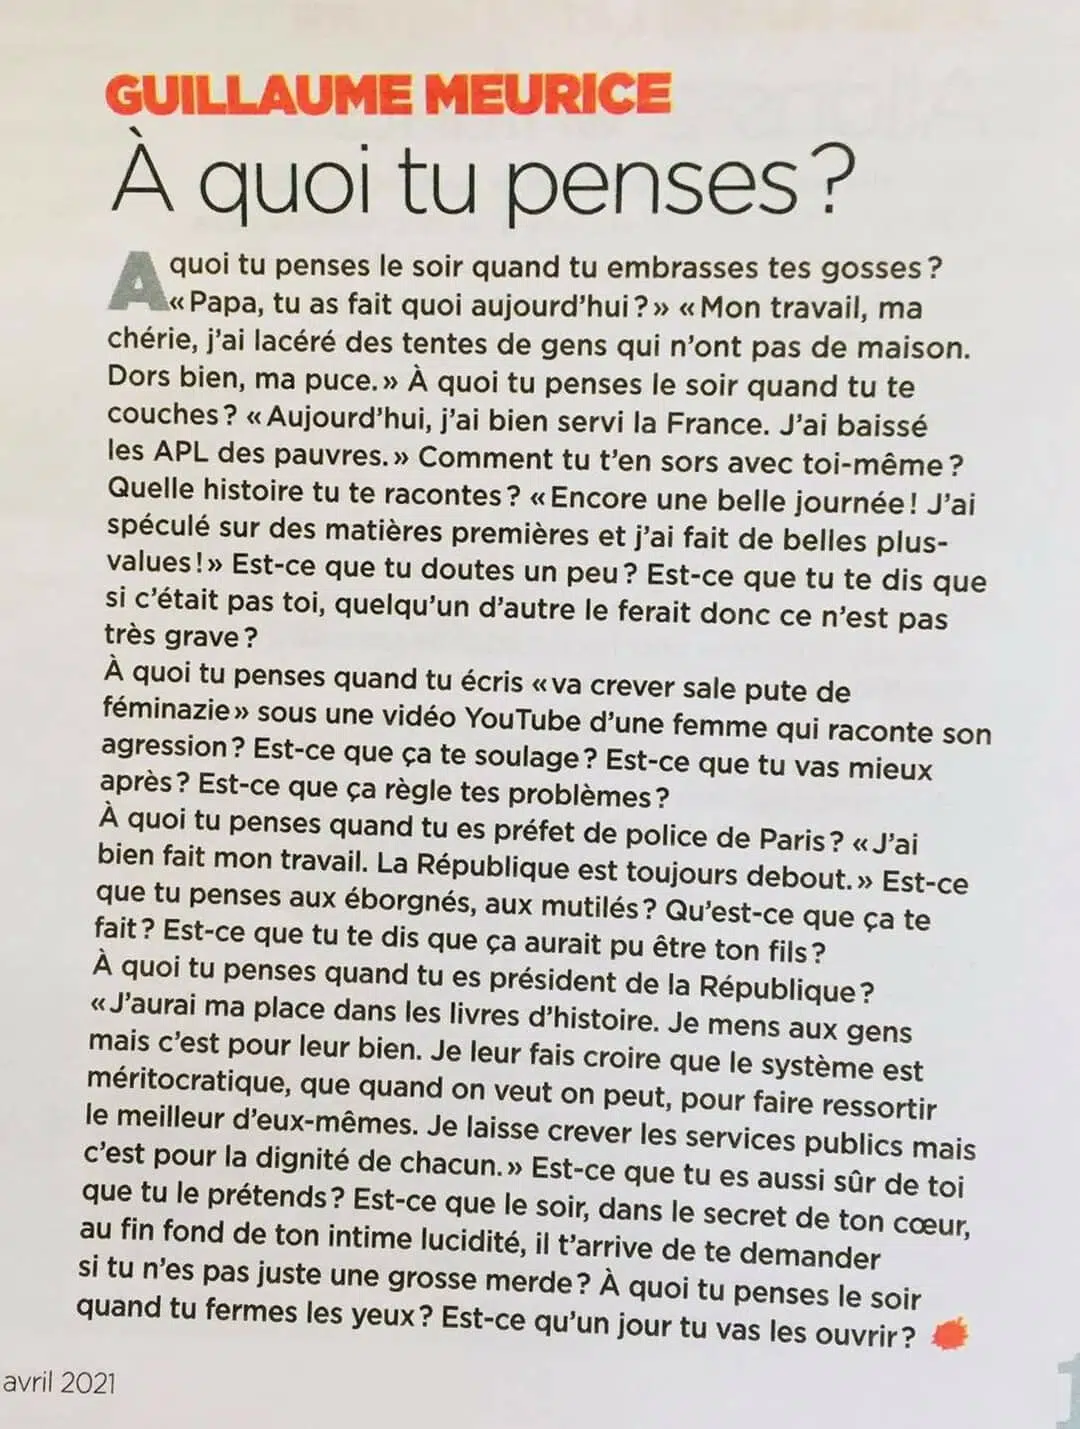 GUILLAUME MEURICE
À quoi tu penses ?
A quoi tu penses le soir quand tu embrasses tes gosses ?
« Papa, tu as fait quoi aujourd'hui ? » « Mon travail, ma
chérie, j'ai lacéré des tentes de gens qui n'ont pas de maison.
Dors bien, ma puce. » À quoi tu penses le soir quand tu te
couches ? « Aujourd'hui, j'ai bien servi la France. J'ai baissé
les APL des pauvres. » Comment tu t'en sors avec toi-même ?
Quelle histoire tu te racontes ? « Encore une belle journée ! J'ai
spéculé sur des matières premières et j'ai fait de belles plus-
values ! » Est-ce que tu doutes un peu ? Est-ce que tu te dis que
si c'était pas toi, quelqu'un d'autre le ferait donc ce n'est pas
très grave ?
À quoi tu penses quand tu écris « va crever sale pute de
féminazie » sous une vidéo YouTube d'une femme qui raconte son
agression ? Est-ce que ça te soulage ? Est-ce que tu vas mieux
après ? Est-ce que ça règle tes problèmes ?
À quoi tu penses quand tu es préfet de police de Paris ? « J'ai
bien fait mon travail. La République est toujours debout. » Est-ce
que tu penses aux éborgnés, aux mutilés ? Qu'est-ce que ça te
fait ? Est-ce que tu te dis que ça aurait pu être ton fils ?
À quoi tu penses quand tu es président de la République ?
« J'aurai ma place dans les livres d'histoire. Je mens aux gens
mais c'est pour leur bien. Je leur fais croire que le système est
méritocratique, que quand on veut on peut, pour faire ressortir
le meilleur d'eux-mêmes. Je laisse crever les services publics mais
c'est pour la dignité de chacun. » Est-ce que tu es aussi sûr de toi
que tu le prétends ? Est-ce que le soir, dans le secret de ton cœur,
au fin fond de ton intime lucidité, il t'arrive de te demander
si tu n'es pas juste une grosse merde ? À quoi tu penses le soir
quand tu fermes les yeux ? Est-ce qu'un jour tu vas les ouvrir ?
avril 2021